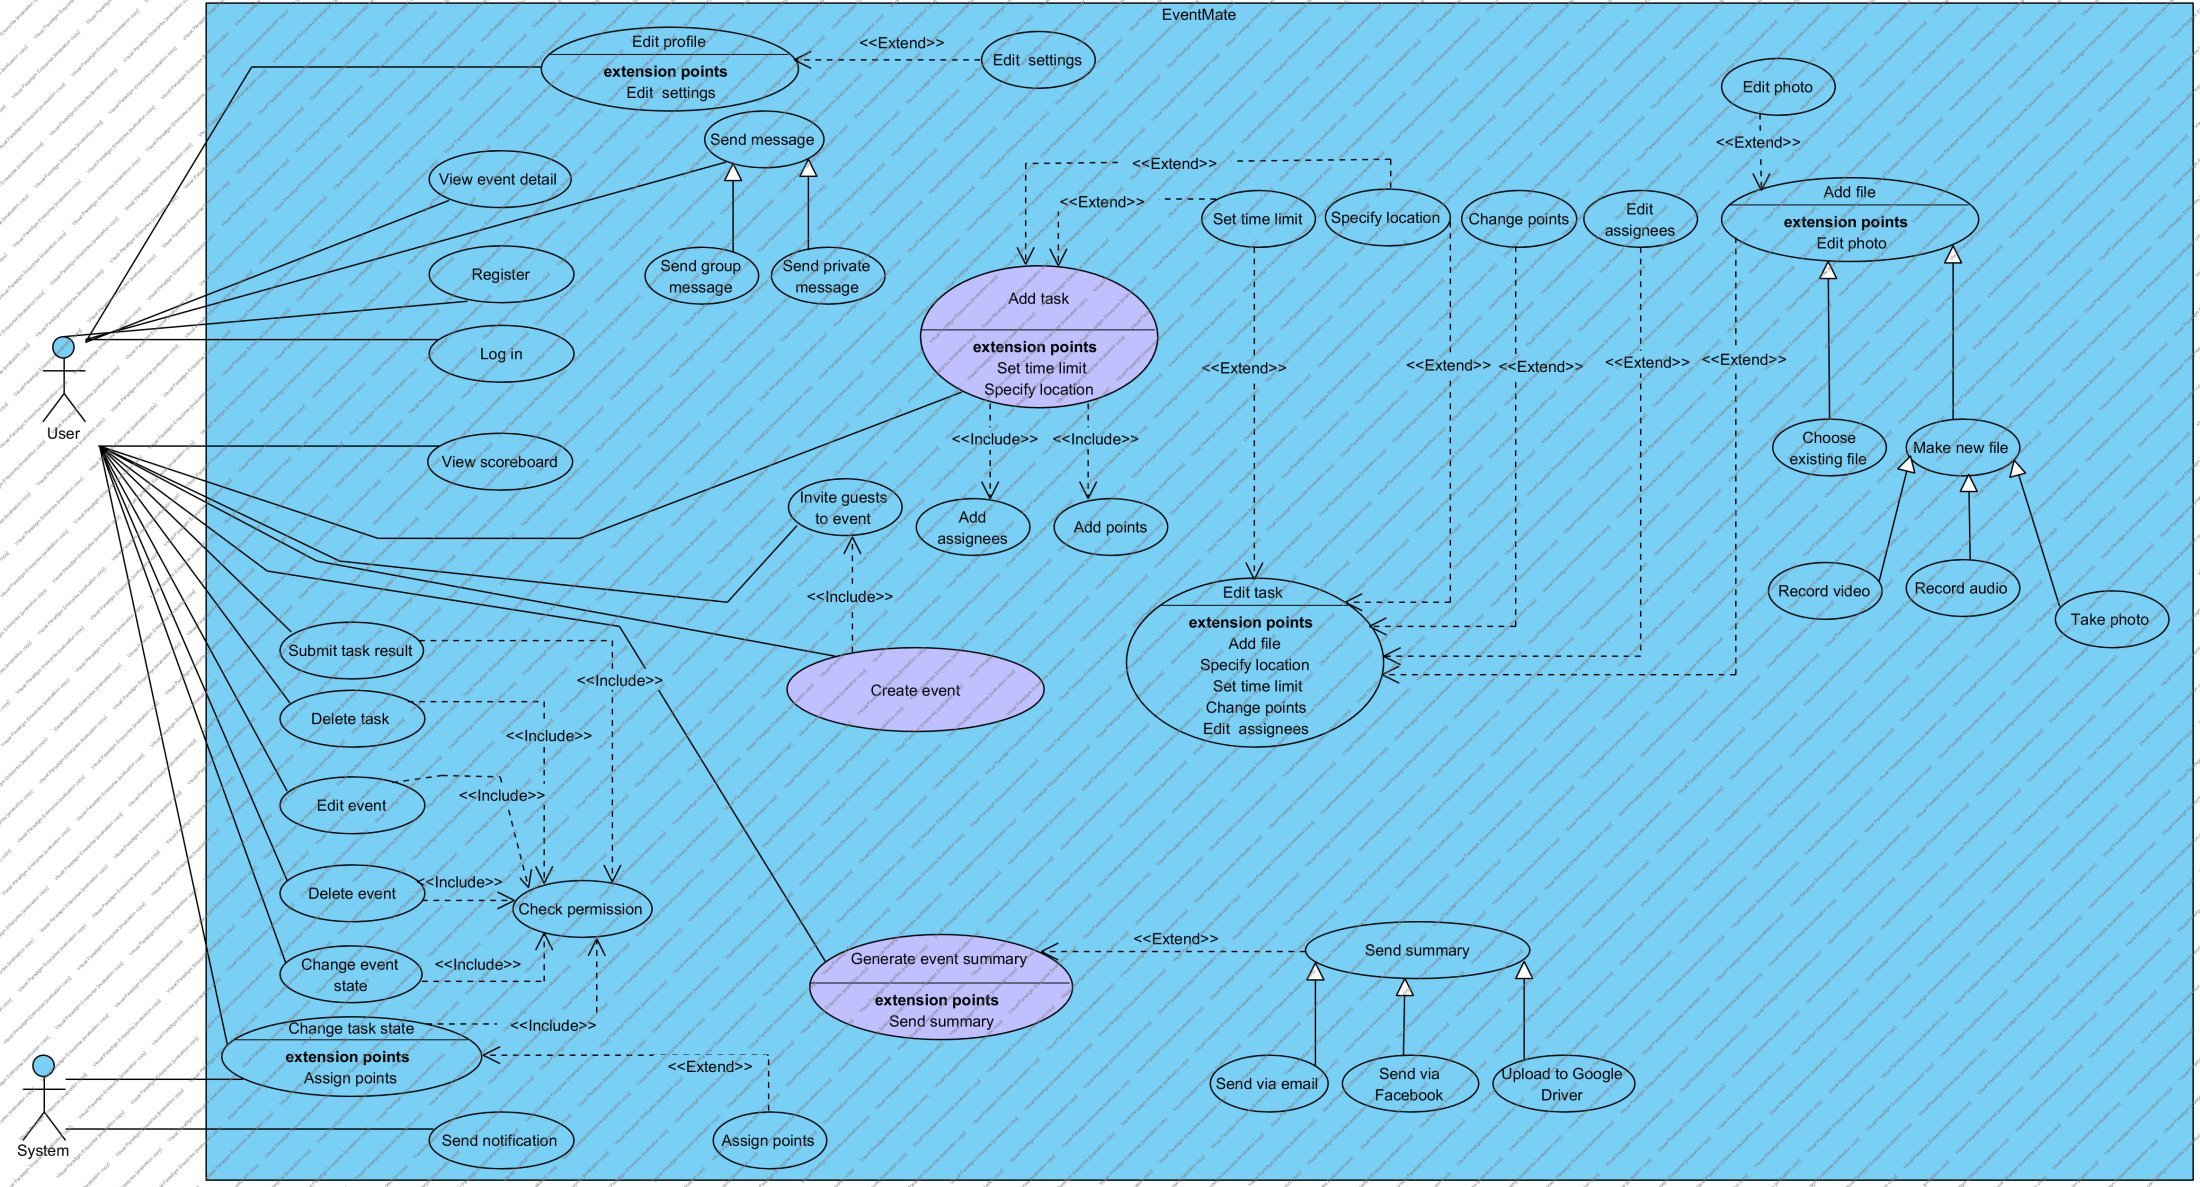 EventMate
Edit profile
extension points
Edit  settings
<<Extend>>
Edit  settings
Edit photo
<<Extend>>
Send message
View event detail
Send group
message
Send private
message
Register
Log in
User
View scoreboard
<<Extend>>
<<Extend>>
Set time limit
Specify location
Change points
Edit
assignees
Add file
extension points
Edit photo
Add task
extension points
Set time limit
Specify location
<<Extend>>
<<Extend>>
<<Extend>>
<<Extend>>
<<Extend>>
<<Include>>
<<Include>>
Choose
existing file
Make new file
Invite guests
to event
Add
assignees
Add points
<<Include>>
Record video
Record audio
Take photo
Edit task
extension points
Add file
Specify location
Set time limit
Change points
Edit  assignees
Submit task result
<<Include>>
Create event
Delete task
<<Include>>
Edit event
<<Include>>
Delete event
<<Include>>
Check permission
Change event
state
<<Include>>
Generate event summary
extension points
Send summary
<<Extend>>
Send summary
Change task state
extension points
Assign points
<<Include>>
<<Extend>>
Send via email
Send via
Facebook
Upload to Google
Driver
System
Send notification
Assign points
Visual Paradigm Enterprise [evaluation copy]